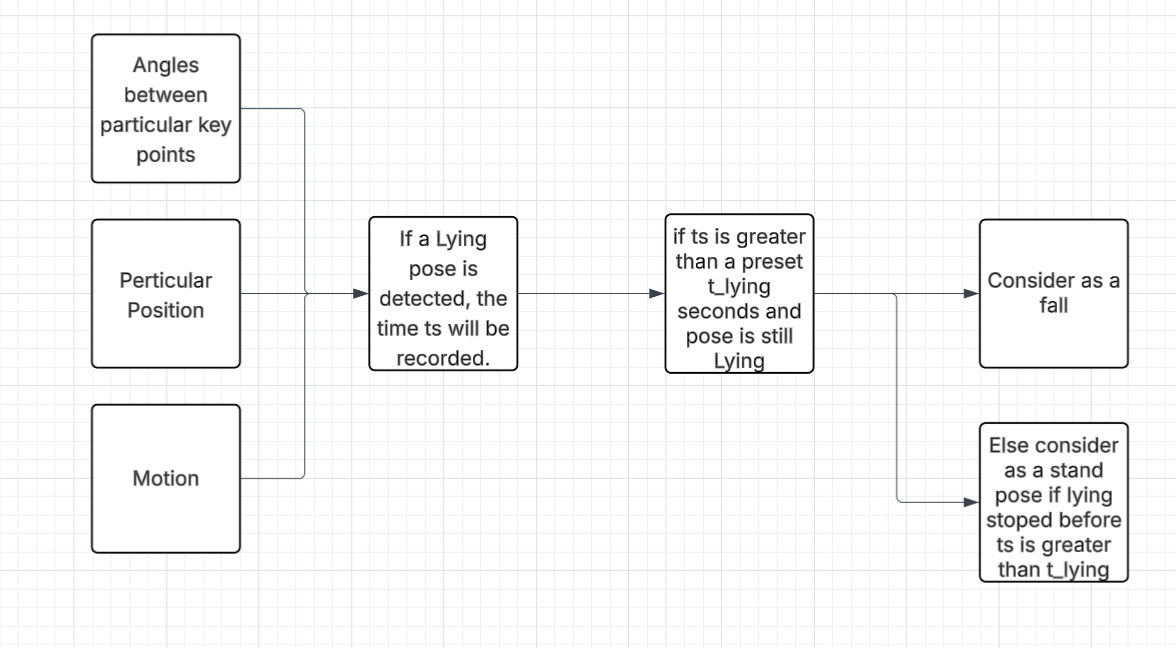 Angles
between
particular key
points
Perticular
Position
Motion
If a Lying
pose is
detected, the
time ts will be
recorded.
if ts is greater
than a preset
t_lying
seconds and
pose is still
Lying
Consider as a
fall
Else consider
as a stand
pose if lying
stoped before
ts is greater
than t_lying